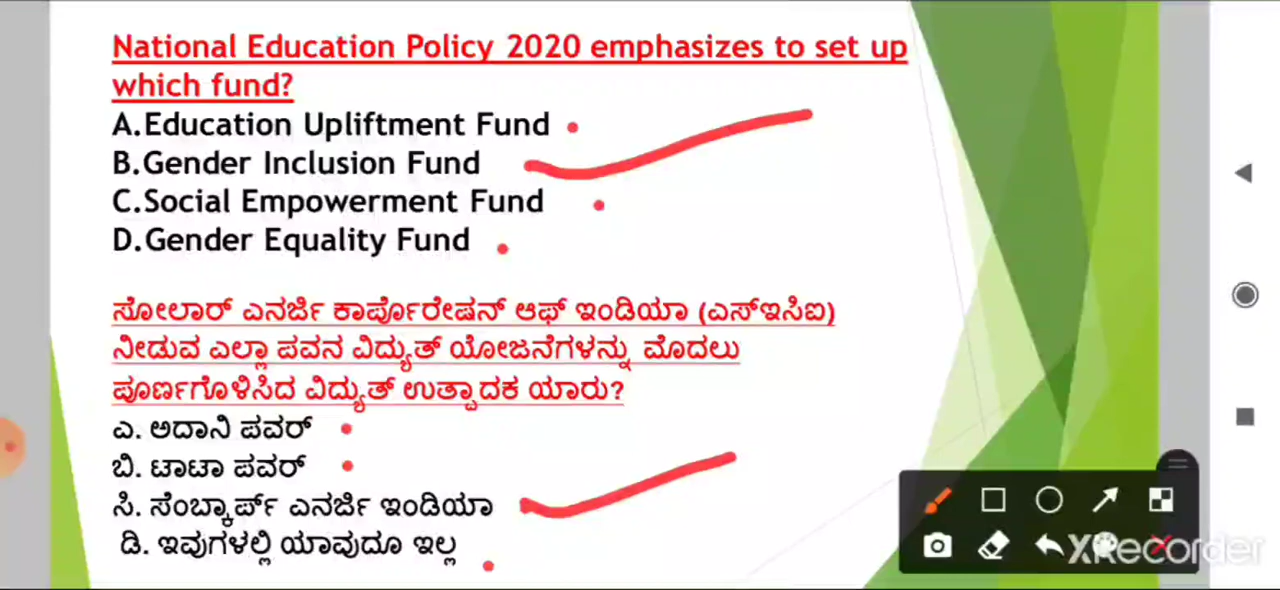 National Education Policy 2020 emphasizes to set up
which fund?
A.Education Upliftment Fund
B.Gender Inclusion Fund
C.Social Empowerment Fund
D.Gender Equality Fund
ಸೋಲಾರ್ ಎನರ್ಜಿ ಕಾರ್ಪೊರೇಷನ್ ಆಫ್ ಇಂಡಿಯಾ (ಎಸ್ಇಸಿಐ)
ನೀಡುವ ಎಲ್ಲಾ ಪವನ ವಿದ್ಯುತ್ ಯೋಜನೆಗಳನ್ನು ಮೊದಲು
ಪೂರ್ಣಗೊಳಿಸಿದ ವಿದ್ಯುತ್ ಉತ್ಪಾದಕ ಯಾರು?
ಎ. ಅದಾನಿ ಪವರ್
ಬಿ. ಟಾಟಾ ಪವರ್
ಸಿ. ಸೆಂಬ್ಕಾರ್ಪ್ ಎನರ್ಜಿ ಇಂಡಿಯಾ
ಡಿ. ಇವುಗಳಲ್ಲಿ ಯಾವುದೂ ಇಲ್ಲ
XRecorder